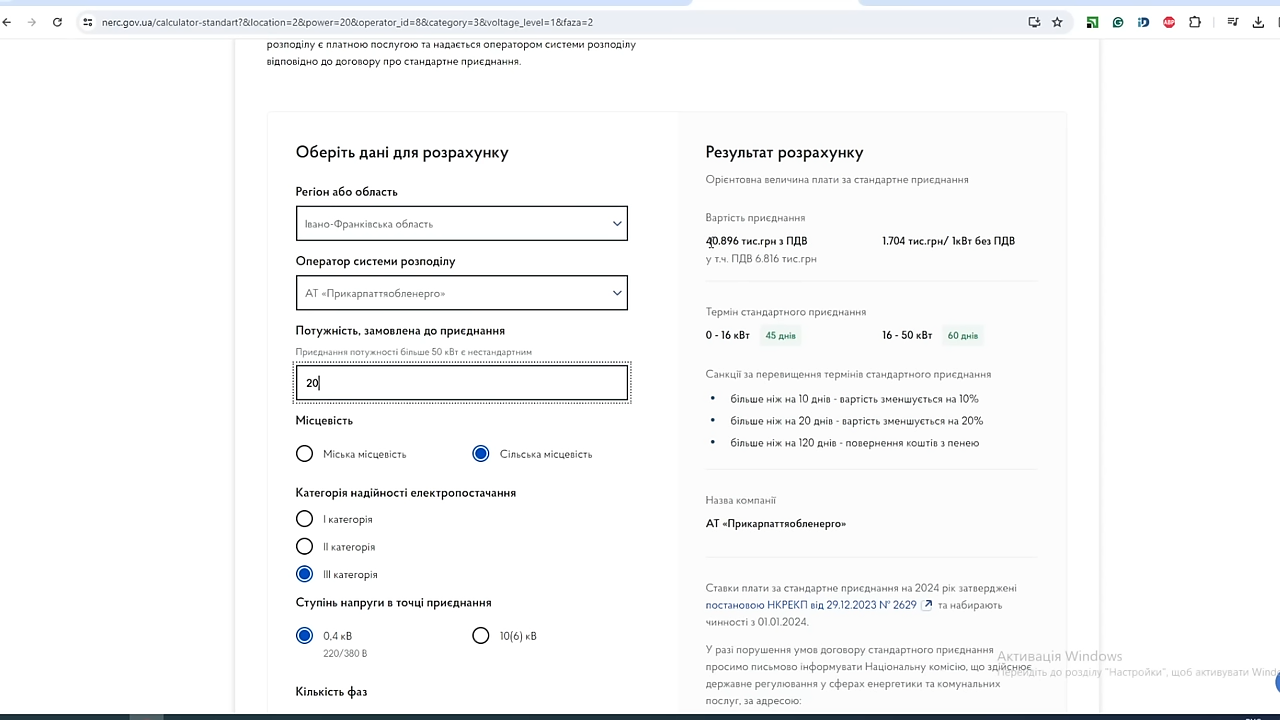 nerc.gov.ua/calculator-standart?&location=2&power=20&operator_id=8&category=3&voltage_level=1&faza=2
розподілу є платною послугою та надається оператором системи розподілу
відповідно до договору про стандартне приєднання.
Оберіть дані для розрахунку
Регіон або область
Івано-Франківська область
Оператор системи розподілу
АТ «Прикарпаттяобленерго»
Потужність, замовлена до приєднання
Приєднання потужності більше 50 кВт є нестандартним
20
Місцевість
Міська місцевість
Сільська місцевість
Категорія надійності електропостачання
І категорія
ІІ категорія
ІІІ категорія
Ступінь напруги в точці приєднання
0,4 кВ
10(6) кВ
220/380 В
Кількість фаз
Результат розрахунку
Орієнтовна величина плати за стандартне приєднання
Вартість приєднання
40.896 тис.грн з ПДВ
1.704 тис.грн/ 1кВт без ПДВ
у т.ч. ПДВ 6.816 тис.грн
Термін стандартного приєднання
0 - 16 кВт 45 днів
16 - 50 кВт 60 днів
Санкції за перевищення термінів стандартного приєднання
• більше ніж на 10 днів - вартість зменшується на 10%
• більше ніж на 20 днів - вартість зменшується на 20%
• більше ніж на 120 днів - повернення коштів з пенею
Назва компанії
АТ «Прикарпаттяобленерго»
Ставки плати за стандартне приєднання на 2024 рік затверджені
постановою НКРЕКП від 29.12.2023 № 2629 та набирають
чинності з 01.01.2024.
У разі порушення умов договору стандартного приєднання
просимо письмово інформувати Національну комісію, що здійснює
державне регулювання у сферах енергетики та комунальних
послуг, за адресою:
Активація Windows
Перейдіть до розділу "Настройки", щоб активувати